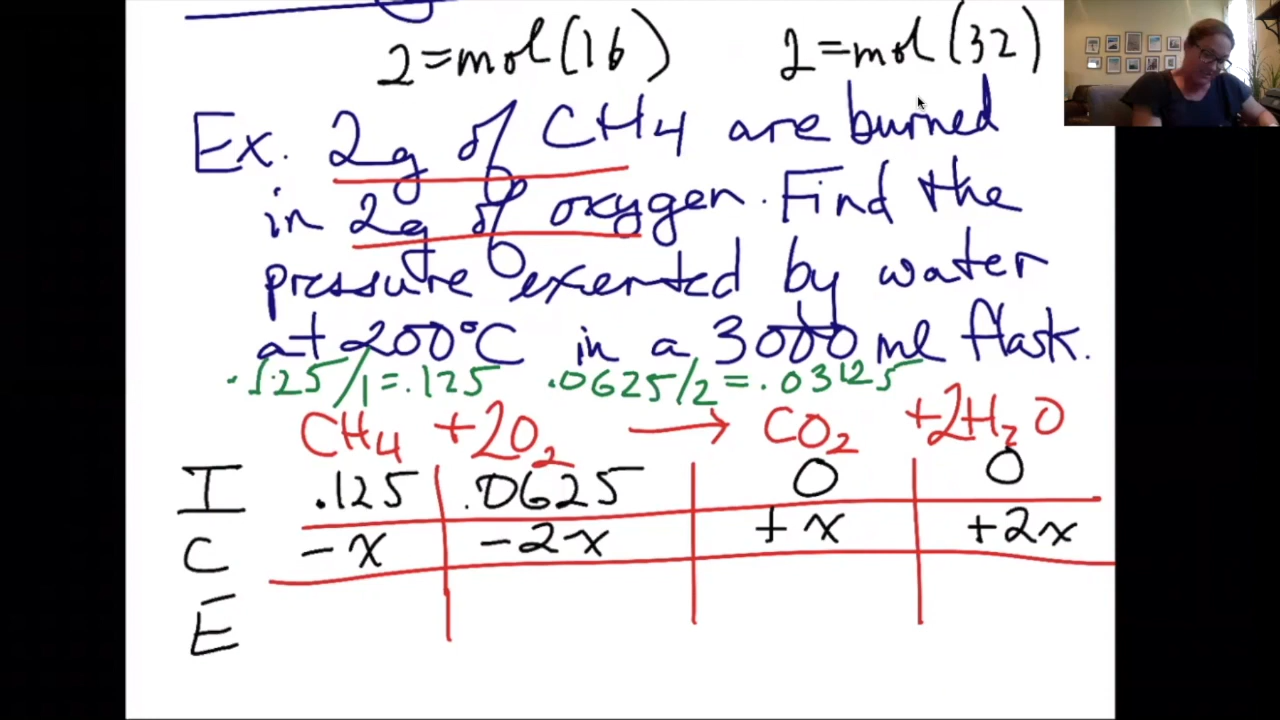 2=mol(16) 2=mol(32)
Ex. 2g of CH4 are burned
in 2g of oxygen. Find the
pressure exerted by water
at 200°C in a 3000 ml flask.
.125/1=.125 .0625/2=.03125
CH₄ +2O₂ → CO₂ +2H₂O
I .125 .0625 0 0
C -x -2x +x +2x
E